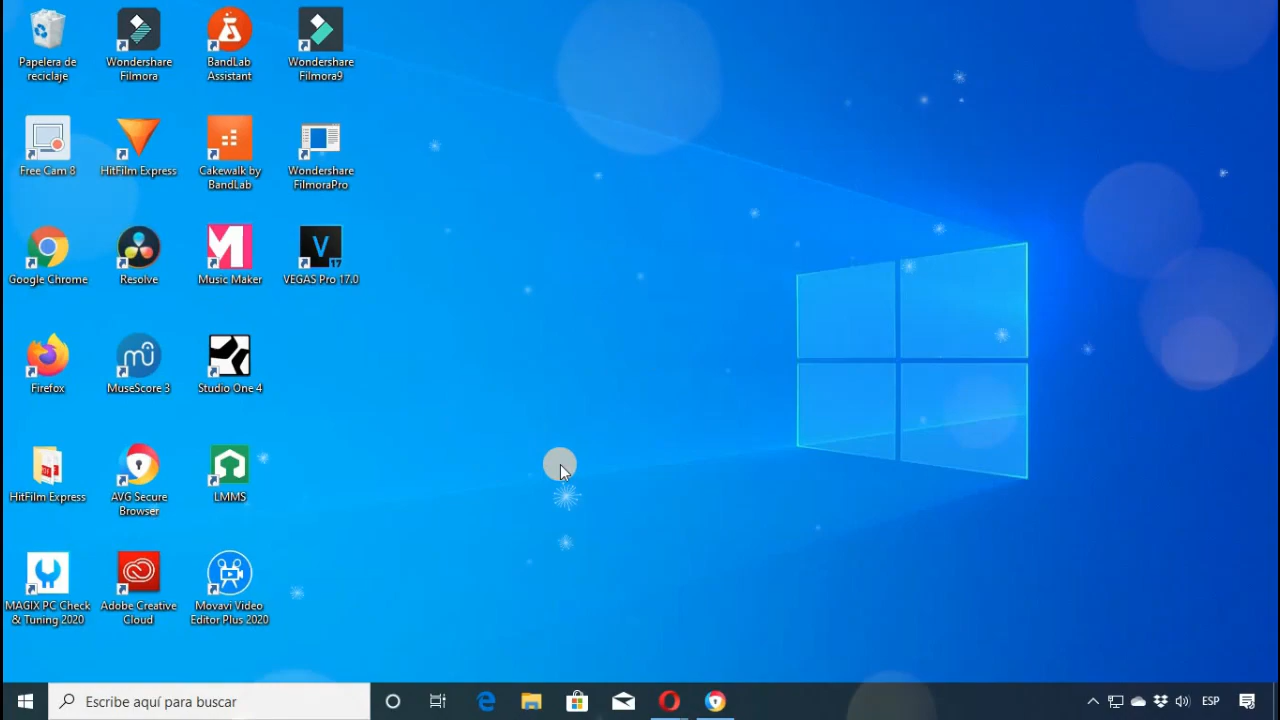 Papelera de
reciclaje
Wondershare
Filmora
BandLab
Assistant
Wondershare
Filmora9
Free Cam 8
HitFilm Express
Cakewalk by
BandLab
Wondershare
FilmoraPro
Google Chrome
Resolve
Music Maker
VEGAS Pro 17.0
Firefox
MuseScore 3
Studio One 4
HitFilm Express
AVG Secure
Browser
LMMS
MAGIX PC Check
& Tuning 2020
Adobe Creative
Cloud
Movavi Video
Editor Plus 2020
Escribe aquí para buscar
ESP